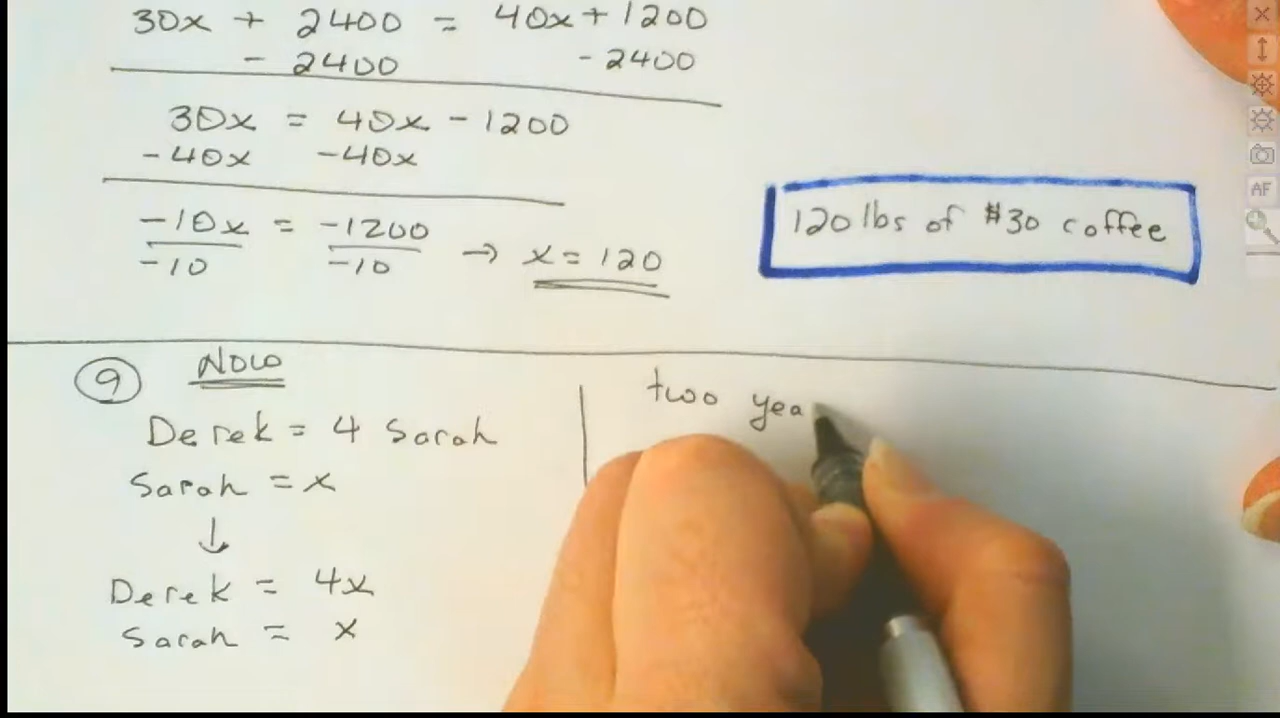 30x + 2400 = 40x + 1200
- 2400 - 2400
30x = 40x - 1200
-40x -40x
-10x = -1200 → x = 120
-10 -10
120 lbs of $30 coffee
9 Now
Derek = 4 Sarah
Sarah = x
↓
Derek = 4x
Sarah = x
two yea
AF